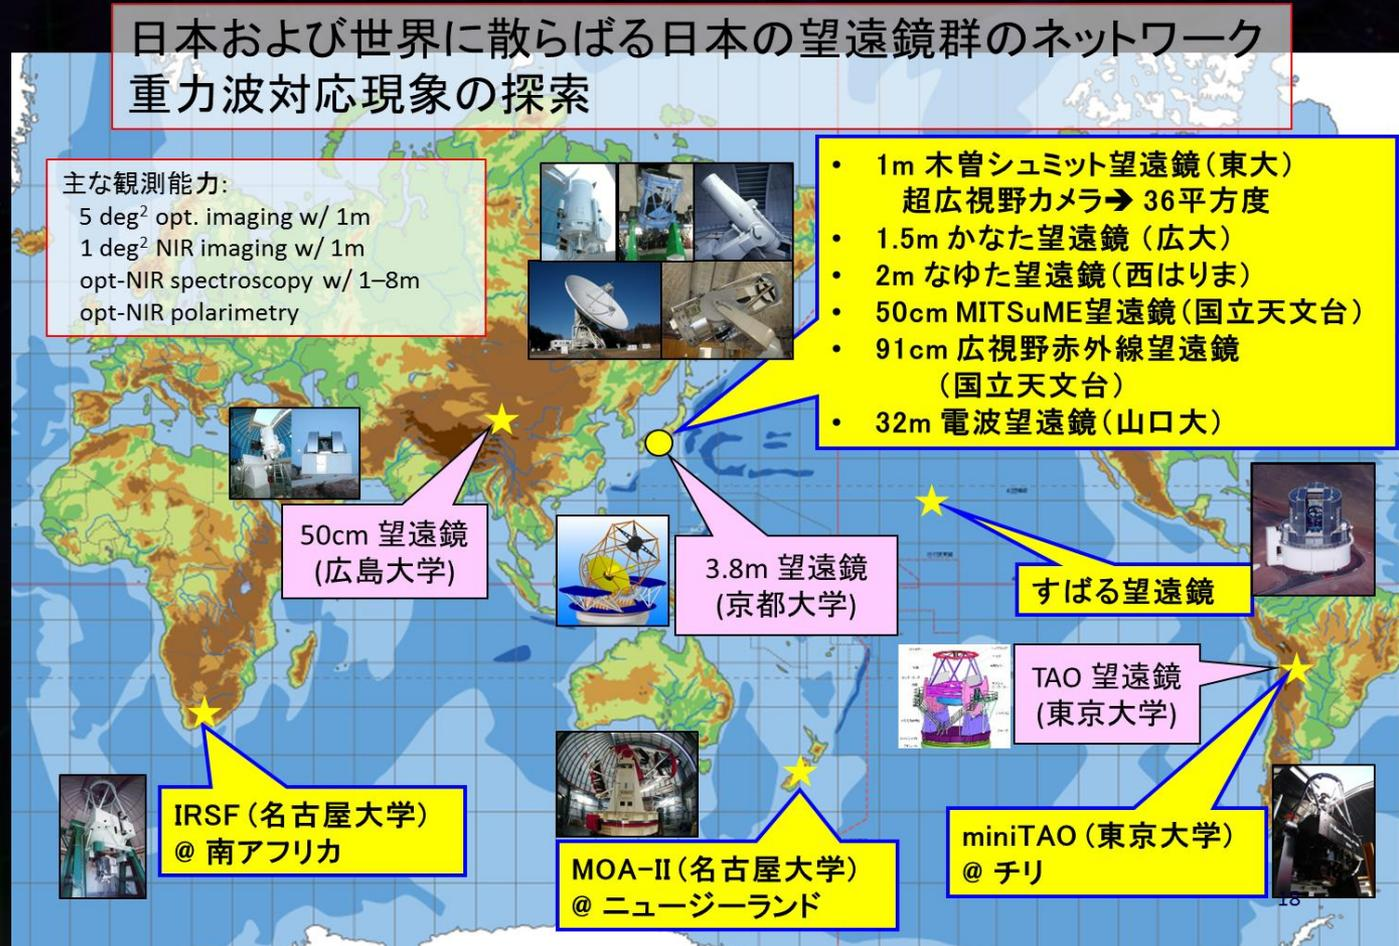 日本および世界に散らばる日本の望遠鏡群のネットワーク
重力波対応現象の探索
主な観測能力:
5 deg² opt. imaging w/ 1m
1 deg² NIR imaging w/ 1m
opt-NIR spectroscopy w/ 1–8m
opt-NIR polarimetry
• 1m 木曽シュミット望遠鏡(東大)
超広視野カメラ➔ 36平方度
• 1.5m かなた望遠鏡 (広大)
• 2m なゆた望遠鏡(西はりま)
• 50cm MITSuME望遠鏡(国立天文台)
• 91cm 広視野赤外線望遠鏡
(国立天文台)
• 32m 電波望遠鏡(山口大)
50cm 望遠鏡
(広島大学)
3.8m 望遠鏡
(京都大学)
すばる望遠鏡
TAO 望遠鏡
(東京大学)
IRSF(名古屋大学)
@ 南アフリカ
MOA-II(名古屋大学)
@ ニュージーランド
miniTAO(東京大学)
@ チリ
18